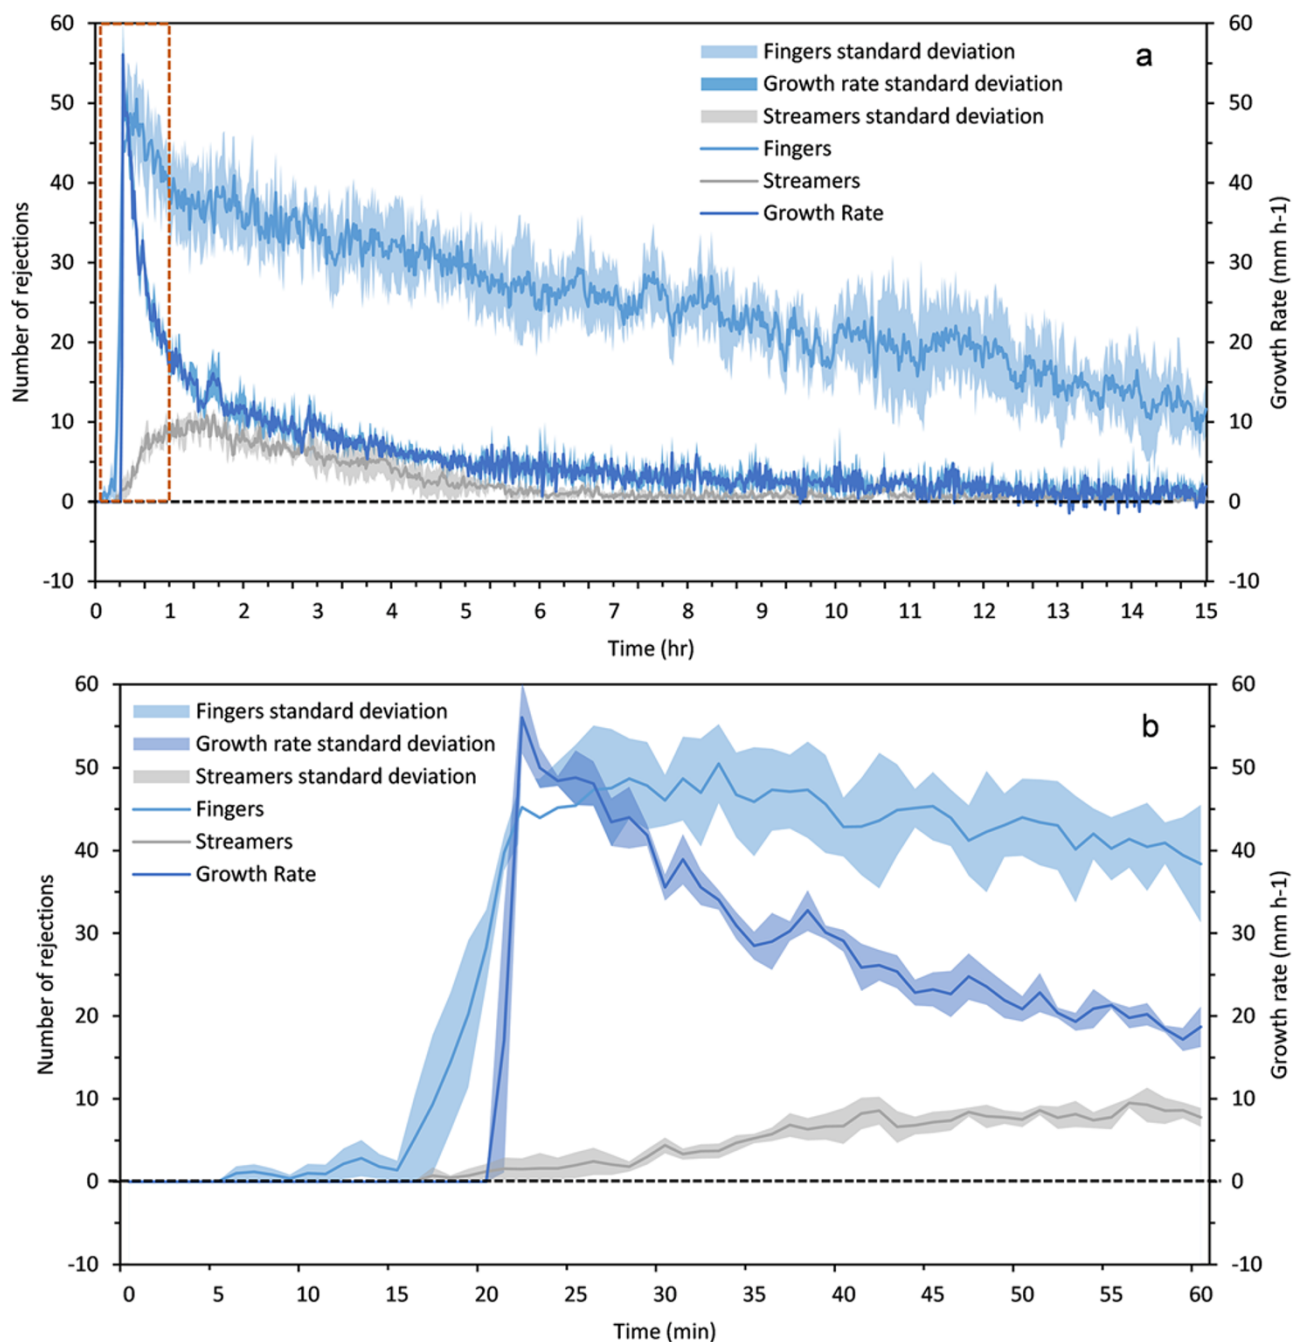 a
Fingers standard deviation
Growth rate standard deviation
Streamers standard deviation
Fingers
Streamers
Growth Rate
60
50
40
30
20
10
0
-10
Number of rejections
60
50
40
30
20
10
0
-10
Growth Rate (mm h-1)
0 1 2 3 4 5 6 7 8 9 10 11 12 13 14 15
Time (hr)
b
Fingers standard deviation
Growth rate standard deviation
Streamers standard deviation
Fingers
Streamers
Growth Rate
60
50
40
30
20
10
0
-10
Number of rejections
60
50
40
30
20
10
0
-10
Growth rate (mm h-1)
0 5 10 15 20 25 30 35 40 45 50 55 60
Time (min)